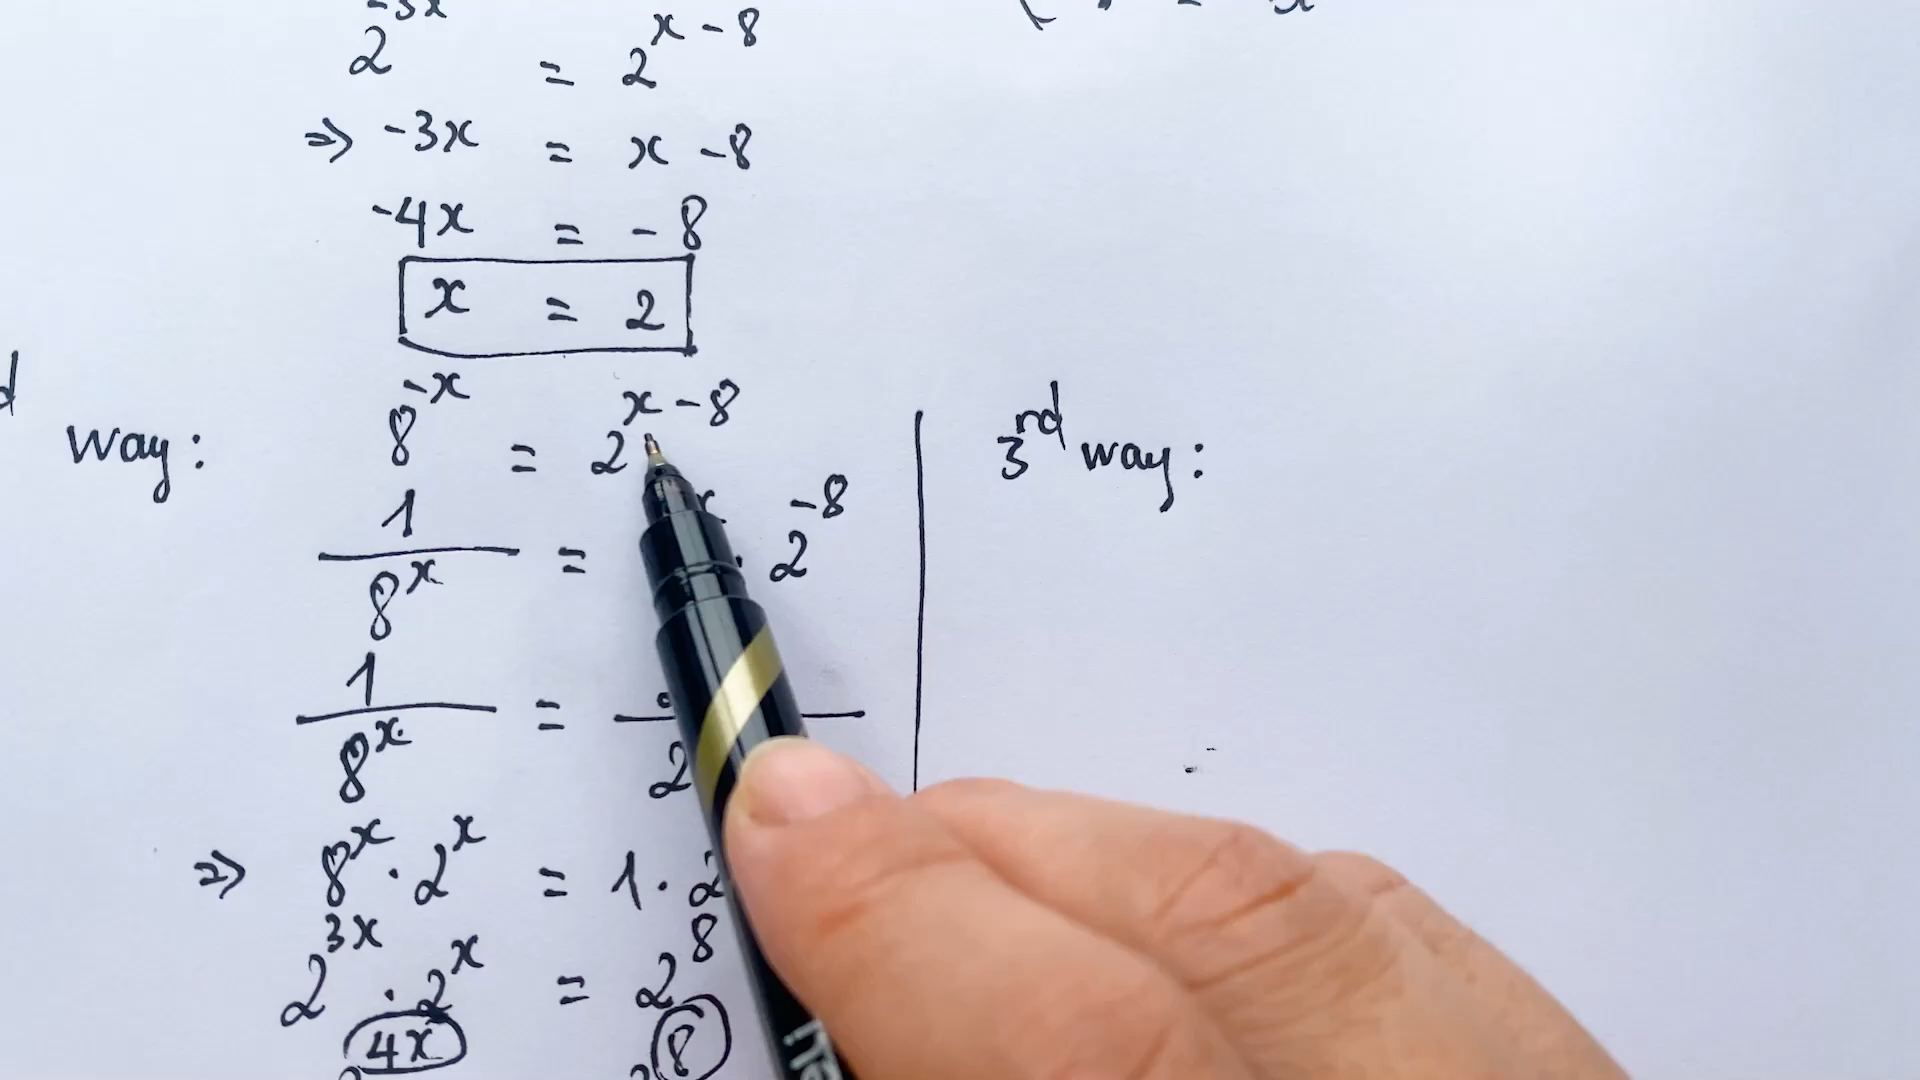 2^-3x = 2^x-8
⇒ -3x = x -8
-4x = -8
x = 2
way: 8^-x = 2^x-8
1/8^x = . 2^-8
1/8^x = 2
⇒ 8^x . 2^x = 1 . 2
2^3x . 2^x = 2^8
4x 8
3rd way: